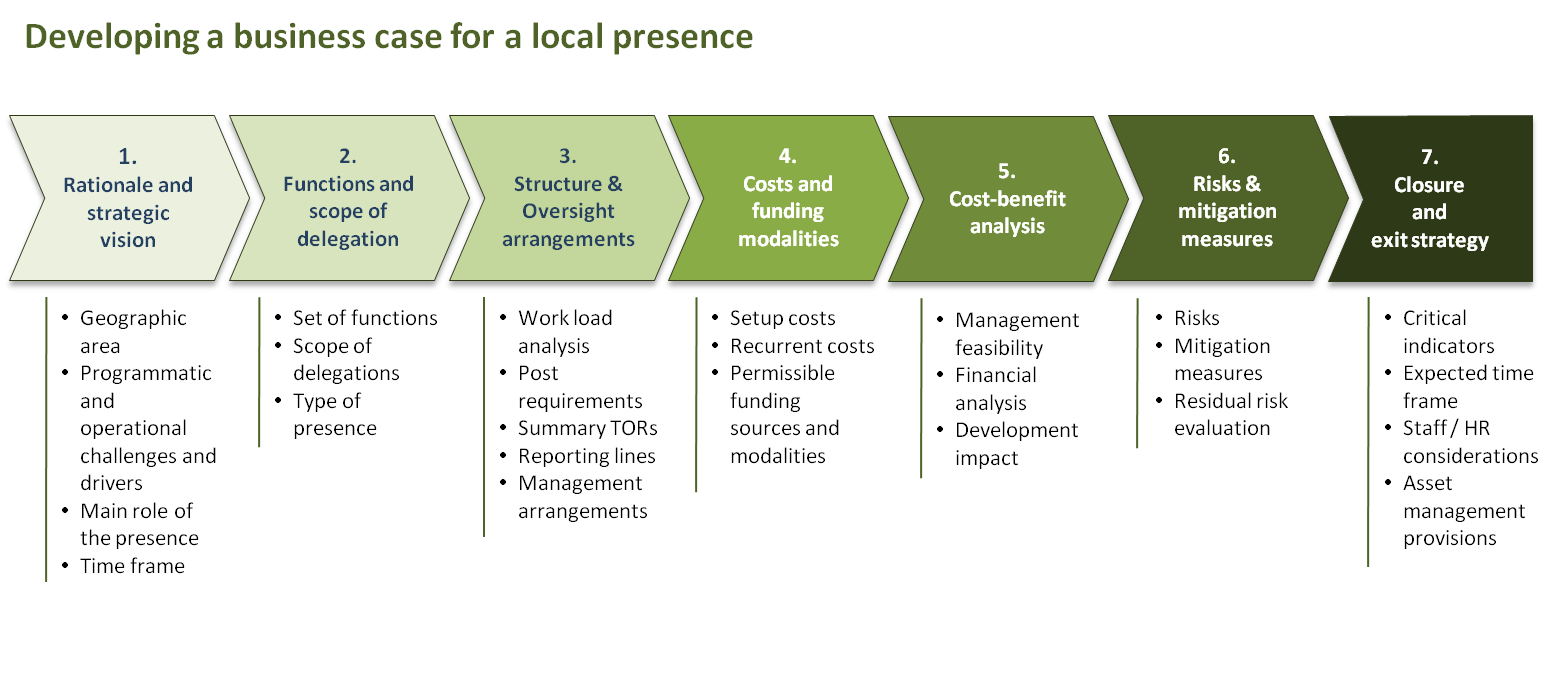 Developing a business case for a local presence
1.
Rationale and
strategic
vision
2.
Functions and
scope of
delegation
3.
Structure &
Oversight
arrangements
4.
Costs and
funding
modalities
5.
Cost-benefit
analysis
6.
Risks &
mitigation
measures
7.
Closure
and
exit strategy
• Geographic
area
• Programmatic
and
operational
challenges and
drivers
• Main role of
the presence
• Time frame
• Set of functions
• Scope of
delegations
• Type of
presence
• Work load
analysis
• Post
requirements
• Summary TORs
• Reporting lines
• Management
arrangements
• Setup costs
• Recurrent costs
• Permissible
funding
sources and
modalities
• Management
feasibility
• Financial
analysis
• Development
impact
• Risks
• Mitigation
measures
• Residual risk
evaluation
• Critical
indicators
• Expected time
frame
• Staff / HR
considerations
• Asset
management
provisions